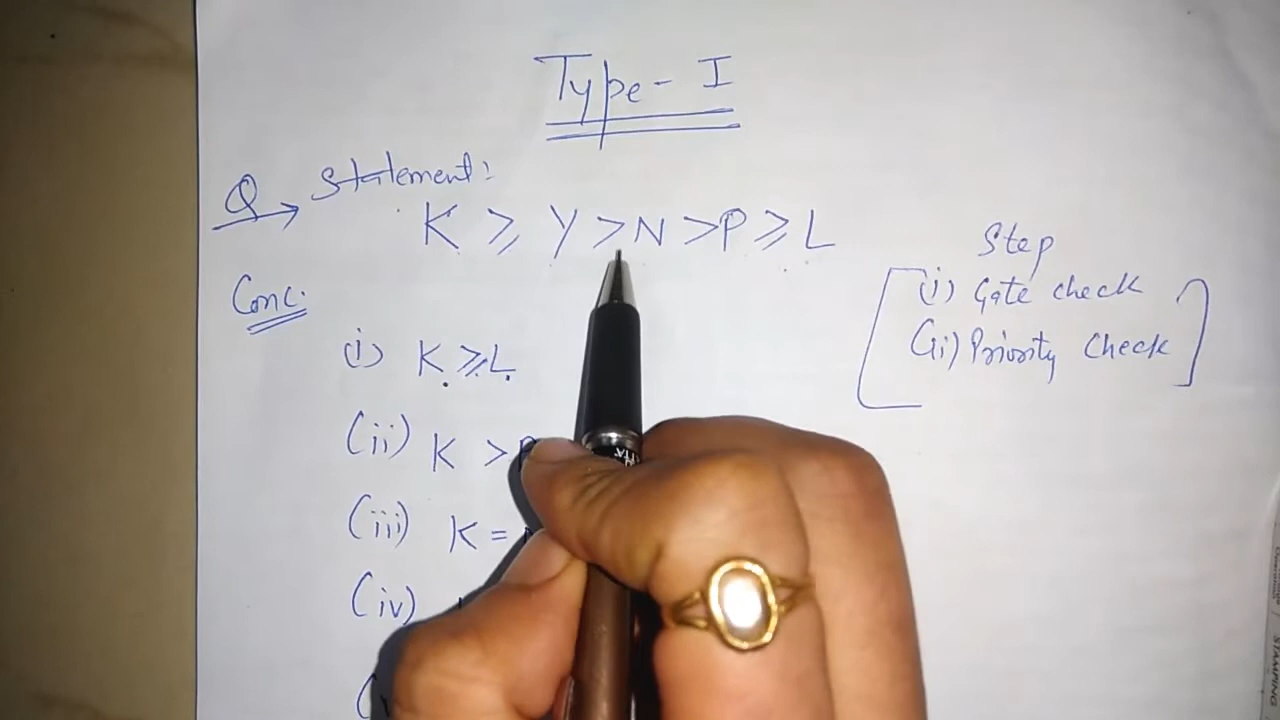 Type - I
Q → Statement:
K ≥ Y > N > P ≥ L
Conc.
(i) K ≥ L
(ii) K > P
(iii) K =
(iv)
Step
(i) Gate check
(ii) Priority Check